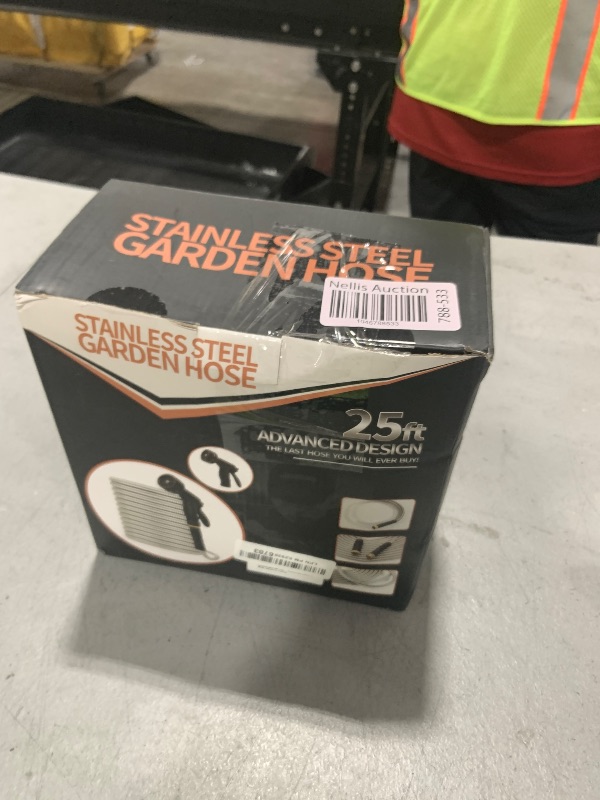 STAINLESS STEEL
GARDEN HOSE
Nellis Auction
788-533
STAINLESS STEEL
GARDEN HOSE
25ft
ADVANCED DESIGN
THE LAST HOSE YOU WILL EVER BUY!